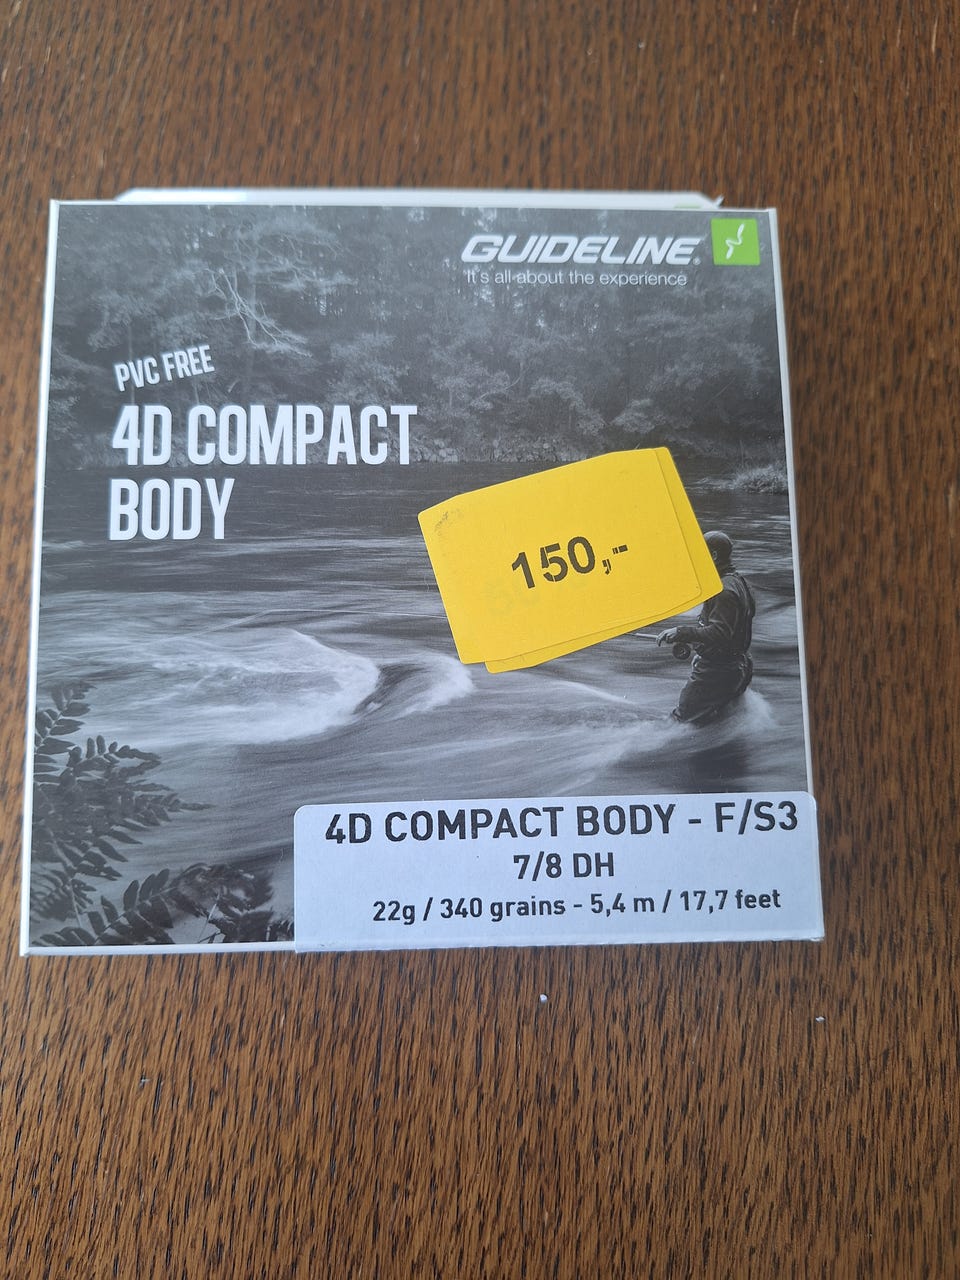 GUIDELINE®
It's all about the experience
PVC FREE
4D COMPACT
BODY
150,-
4D COMPACT BODY - F/S3
7/8 DH
22g / 340 grains - 5,4 m / 17,7 feet